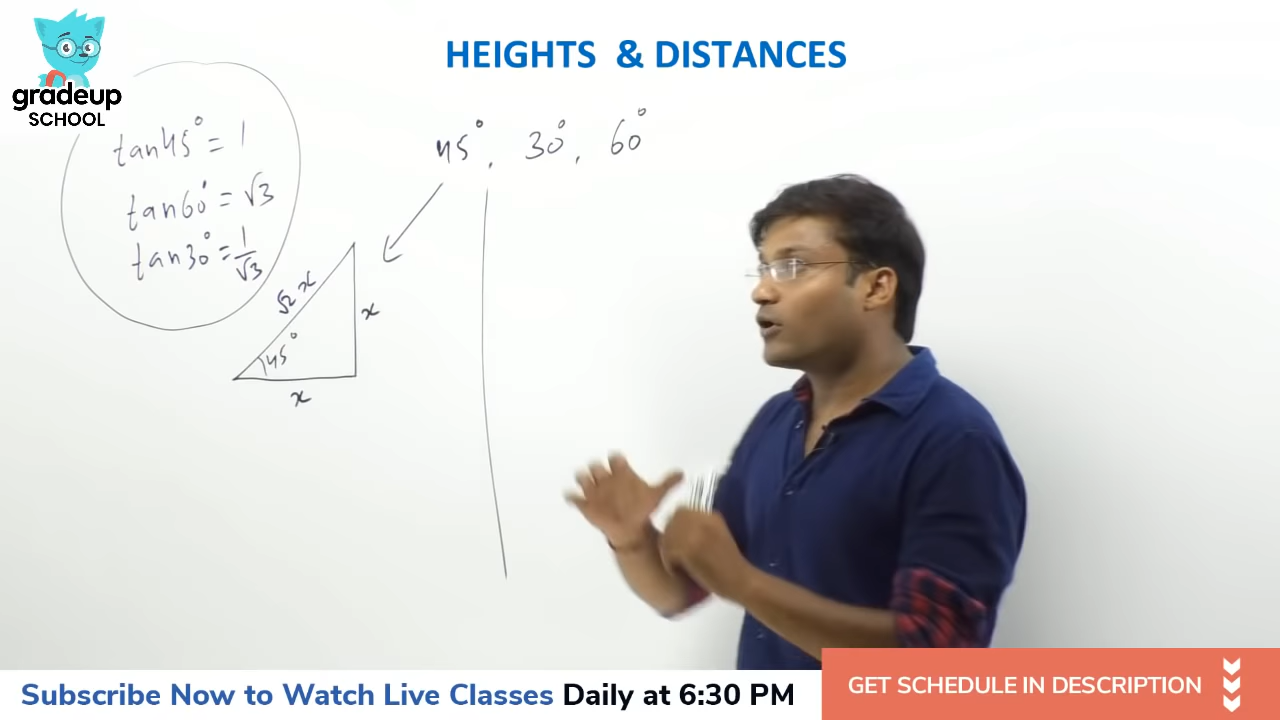 HEIGHTS & DISTANCES
gradeup
SCHOOL
tan45° = 1
tan60° = √3
tan30° = 1/√3
45°, 30°, 60°
√2 x
x
45°
x
Subscribe Now to Watch Live Classes Daily at 6:30 PM
GET SCHEDULE IN DESCRIPTION